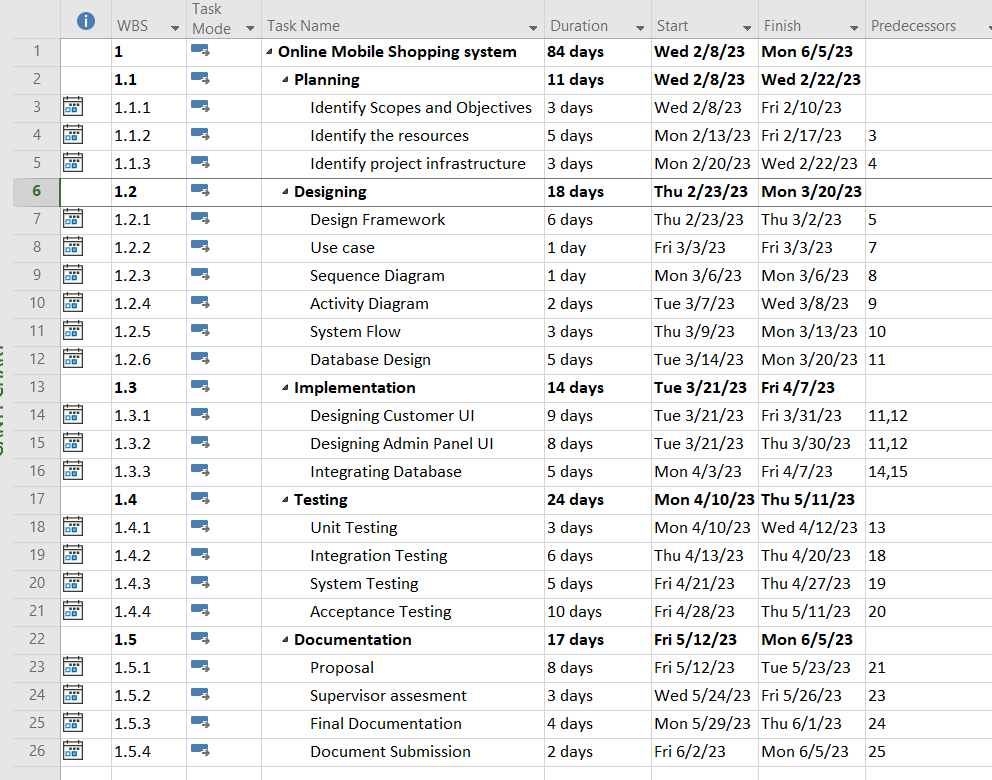 WBS Task Mode Task Name Duration Start Finish Predecessors
1 1 Online Mobile Shopping system 84 days Wed 2/8/23 Mon 6/5/23
2 1.1 Planning 11 days Wed 2/8/23 Wed 2/22/23
3 1.1.1 Identify Scopes and Objectives 3 days Wed 2/8/23 Fri 2/10/23
4 1.1.2 Identify the resources 5 days Mon 2/13/23 Fri 2/17/23 3
5 1.1.3 Identify project infrastructure 3 days Mon 2/20/23 Wed 2/22/23 4
6 1.2 Designing 18 days Thu 2/23/23 Mon 3/20/23
7 1.2.1 Design Framework 6 days Thu 2/23/23 Thu 3/2/23 5
8 1.2.2 Use case 1 day Fri 3/3/23 Fri 3/3/23 7
9 1.2.3 Sequence Diagram 1 day Mon 3/6/23 Mon 3/6/23 8
10 1.2.4 Activity Diagram 2 days Tue 3/7/23 Wed 3/8/23 9
11 1.2.5 System Flow 3 days Thu 3/9/23 Mon 3/13/23 10
12 1.2.6 Database Design 5 days Tue 3/14/23 Mon 3/20/23 11
13 1.3 Implementation 14 days Tue 3/21/23 Fri 4/7/23
14 1.3.1 Designing Customer UI 9 days Tue 3/21/23 Fri 3/31/23 11,12
15 1.3.2 Designing Admin Panel UI 8 days Tue 3/21/23 Thu 3/30/23 11,12
16 1.3.3 Integrating Database 5 days Mon 4/3/23 Fri 4/7/23 14,15
17 1.4 Testing 24 days Mon 4/10/23 Thu 5/11/23
18 1.4.1 Unit Testing 3 days Mon 4/10/23 Wed 4/12/23 13
19 1.4.2 Integration Testing 6 days Thu 4/13/23 Thu 4/20/23 18
20 1.4.3 System Testing 5 days Fri 4/21/23 Thu 4/27/23 19
21 1.4.4 Acceptance Testing 10 days Fri 4/28/23 Thu 5/11/23 20
22 1.5 Documentation 17 days Fri 5/12/23 Mon 6/5/23
23 1.5.1 Proposal 8 days Fri 5/12/23 Tue 5/23/23 21
24 1.5.2 Supervisor assesment 3 days Wed 5/24/23 Fri 5/26/23 23
25 1.5.3 Final Documentation 4 days Mon 5/29/23 Thu 6/1/23 24
26 1.5.4 Document Submission 2 days Fri 6/2/23 Mon 6/5/23 25